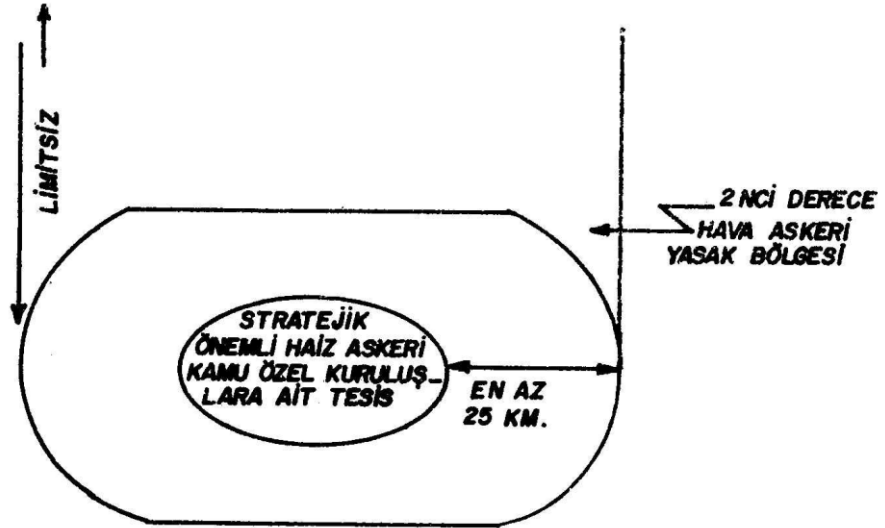 LİMİTSİZ
2 NCİ DERECE
HAVA ASKERİ
YASAK BÖLGESİ
STRATEJİK
ÖNEMLİ HAİZ ASKERİ
KAMU ÖZEL KURULUŞ_
LARA AİT TESİS
EN AZ
25 KM.